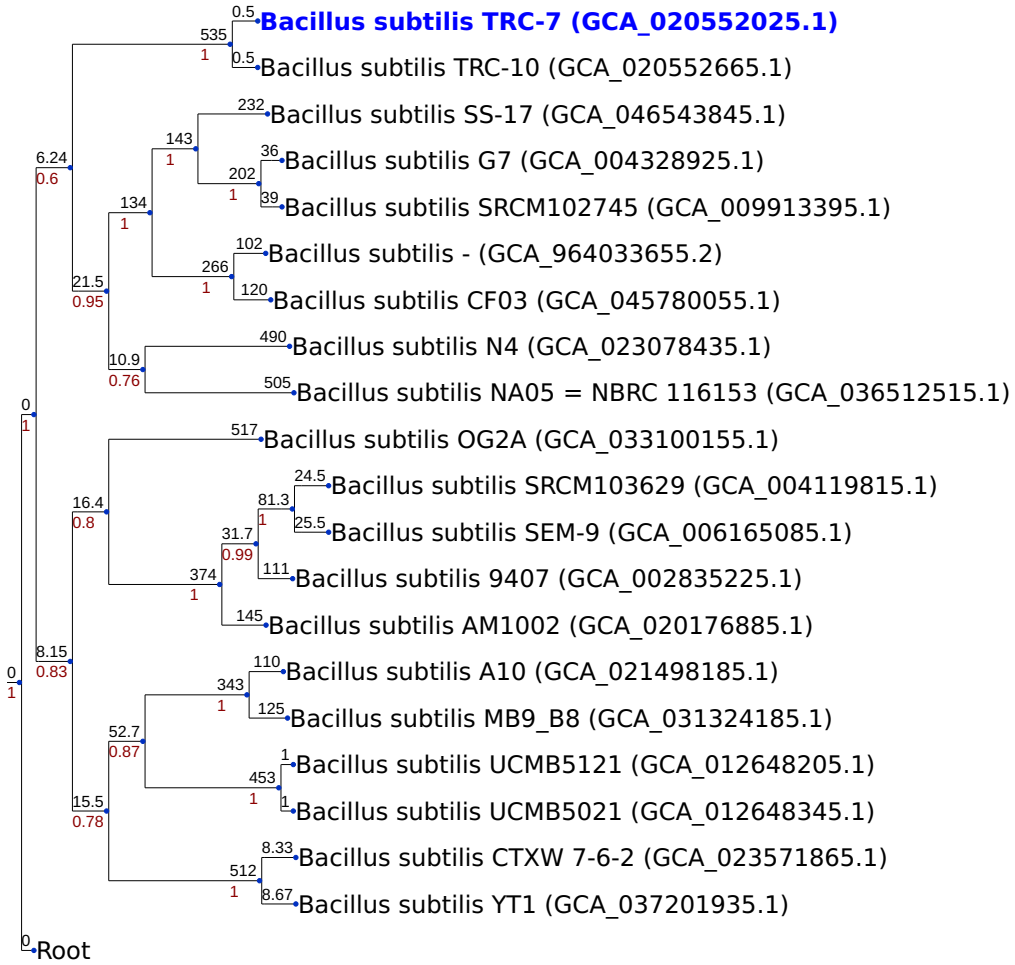 0.5
Bacillus subtilis TRC-7 (GCA_020552025.1)
535
1
0.5
Bacillus subtilis TRC-10 (GCA_020552665.1)
232
Bacillus subtilis SS-17 (GCA_046543845.1)
143
1
36
Bacillus subtilis G7 (GCA_004328925.1)
6.24
0.6
202
1
39
Bacillus subtilis SRCM102745 (GCA_009913395.1)
134
1
102
Bacillus subtilis - (GCA_964033655.2)
266
1
21.5
0.95
120
Bacillus subtilis CF03 (GCA_045780055.1)
490
Bacillus subtilis N4 (GCA_023078435.1)
10.9
0.76
505
Bacillus subtilis NA05 = NBRC 116153 (GCA_036512515.1)
0
1
517
Bacillus subtilis OG2A (GCA_033100155.1)
24.5
Bacillus subtilis SRCM103629 (GCA_004119815.1)
16.4
0.8
81.3
1
25.5
Bacillus subtilis SEM-9 (GCA_006165085.1)
31.7
0.99
111
Bacillus subtilis 9407 (GCA_002835225.1)
374
1
145
Bacillus subtilis AM1002 (GCA_020176885.1)
8.15
0.83
110
Bacillus subtilis A10 (GCA_021498185.1)
0
1
343
1
125
Bacillus subtilis MB9_B8 (GCA_031324185.1)
52.7
0.87
1
Bacillus subtilis UCMB5121 (GCA_012648205.1)
453
1
1
Bacillus subtilis UCMB5021 (GCA_012648345.1)
15.5
0.78
8.33
Bacillus subtilis CTXW 7-6-2 (GCA_023571865.1)
512
1
8.67
Bacillus subtilis YT1 (GCA_037201935.1)
0
Root